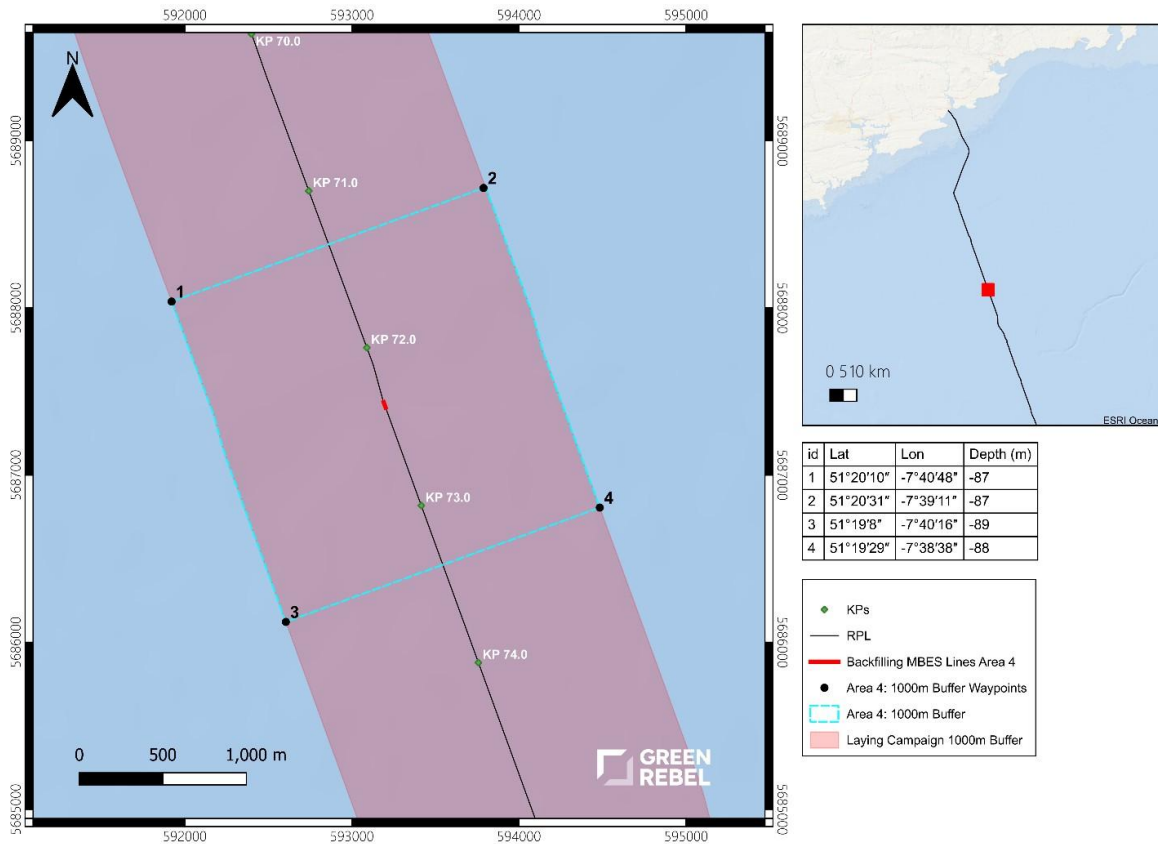 592000 593000 594000 595000
KP 70.0
N
5689000 5689000
KP 71.0
2
1
5688000 5688000
KP 72.0
5687000 5687000
KP 73.0
4
3
5686000 5686000
KP 74.0
0 500 1,000 m
GREEN
REBEL
5685000 5685000
592000 593000 594000 595000
0 510 km
ESRI Ocean
id Lat Lon Depth (m)
1 51°20'10" -7°40'48" -87
2 51°20'31" -7°39'11" -87
3 51°19'8" -7°40'16" -89
4 51°19'29" -7°38'38" -88
KPs
RPL
Backfilling MBES Lines Area 4
Area 4: 1000m Buffer Waypoints
Area 4: 1000m Buffer
Laying Campaign 1000m Buffer